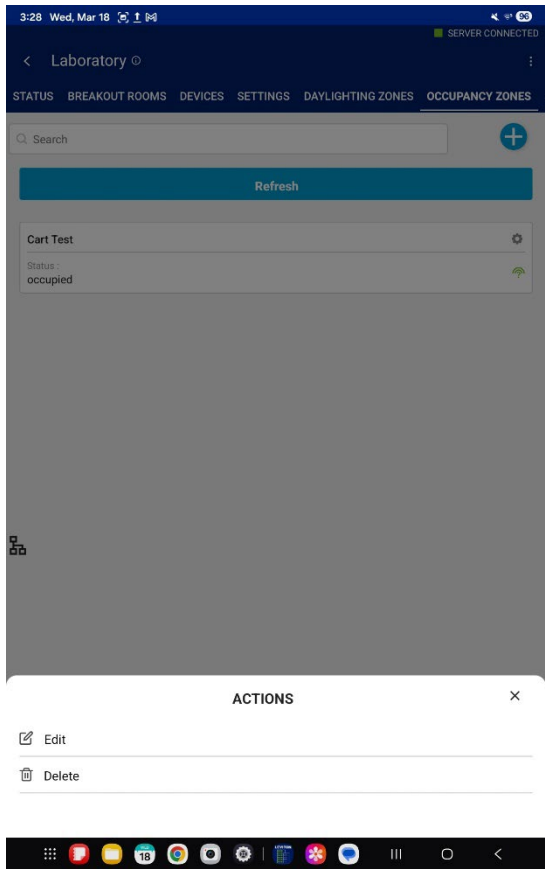 3:28 Wed, Mar 18 96
SERVER CONNECTED
Laboratory
STATUS BREAKOUT ROOMS DEVICES SETTINGS DAYLIGHTING ZONES OCCUPANCY ZONES
Search
Refresh
Cart Test
Status :
occupied
ACTIONS
Edit
Delete
18